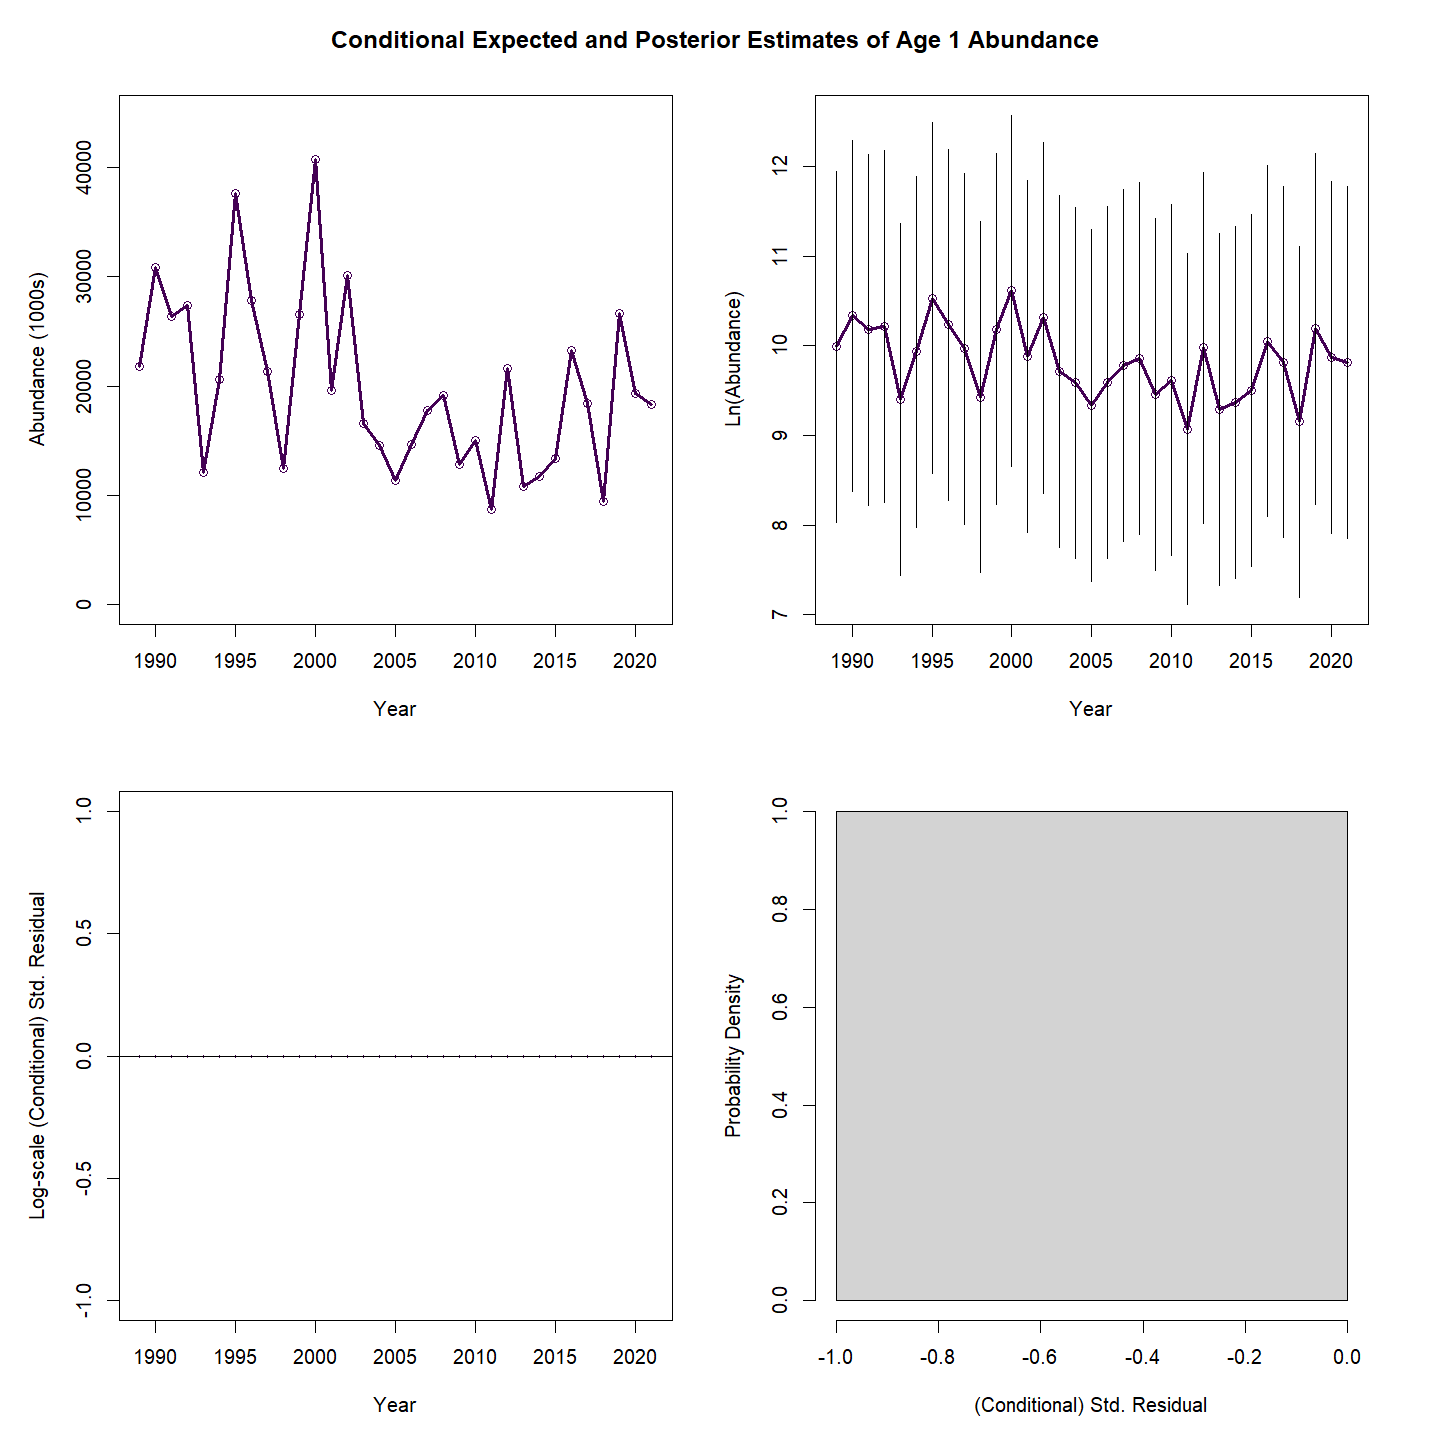 Conditional Expected and Posterior Estimates of Age 1 Abundance
Abundance (1000s)
40000
30000
20000
10000
0
1990 1995 2000 2005 2010 2015 2020
Year
Ln(Abundance)
12
11
10
9
8
7
1990 1995 2000 2005 2010 2015 2020
Year
Log-scale (Conditional) Std. Residual
1.0
0.5
0.0
-0.5
-1.0
1990 1995 2000 2005 2010 2015 2020
Year
Probability Density
1.0
0.8
0.6
0.4
0.2
0.0
-1.0 -0.8 -0.6 -0.4 -0.2 0.0
(Conditional) Std. Residual